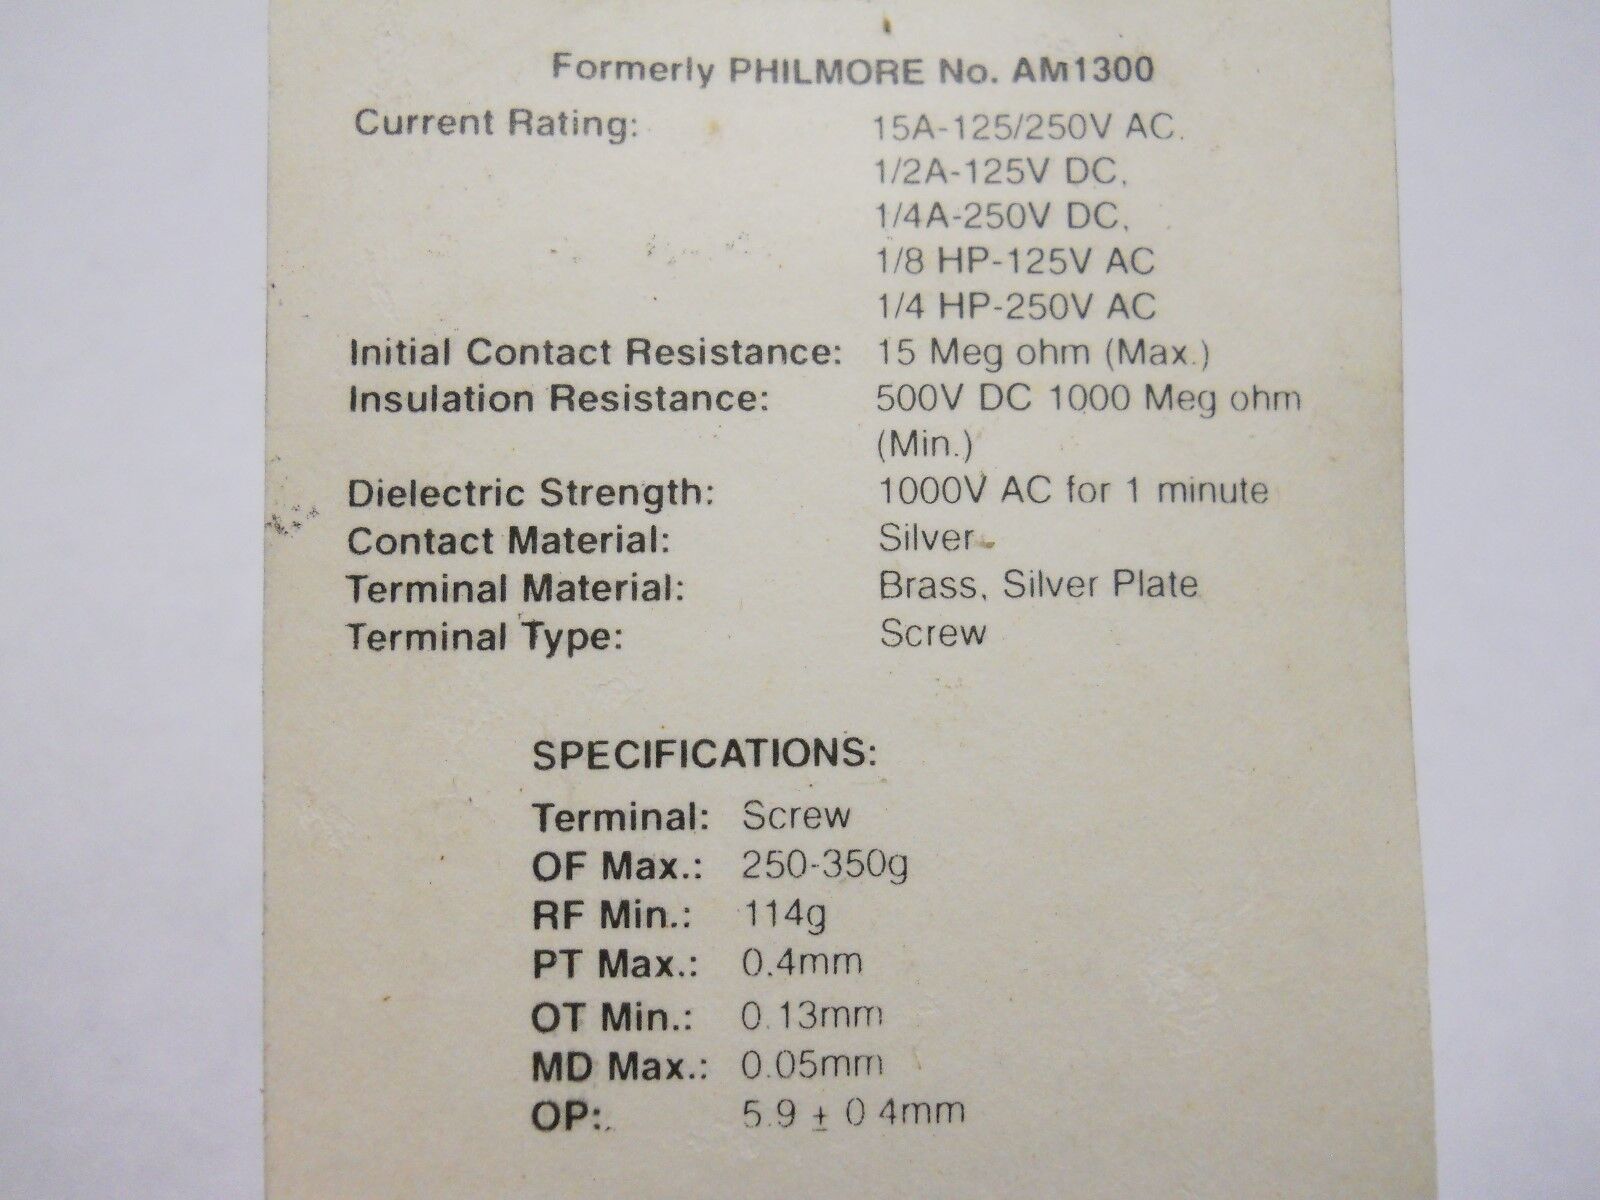 Formerly PHILMORE No. AM1300
Current Rating: 15A-125/250V AC.
1/2A-125V DC,
1/4A-250V DC,
1/8 HP-125V AC
1/4 HP-250V AC
Initial Contact Resistance: 15 Meg ohm (Max.)
Insulation Resistance: 500V DC 1000 Meg ohm
(Min.)
Dielectric Strength: 1000V AC for 1 minute
Contact Material: Silver
Terminal Material: Brass, Silver Plate
Terminal Type: Screw
SPECIFICATIONS:
Terminal: Screw
OF Max.: 250-350g
RF Min.: 114g
PT Max.: 0.4mm
OT Min.: 0.13mm
MD Max.: 0.05mm
OP: 5.9 ± 0.4mm